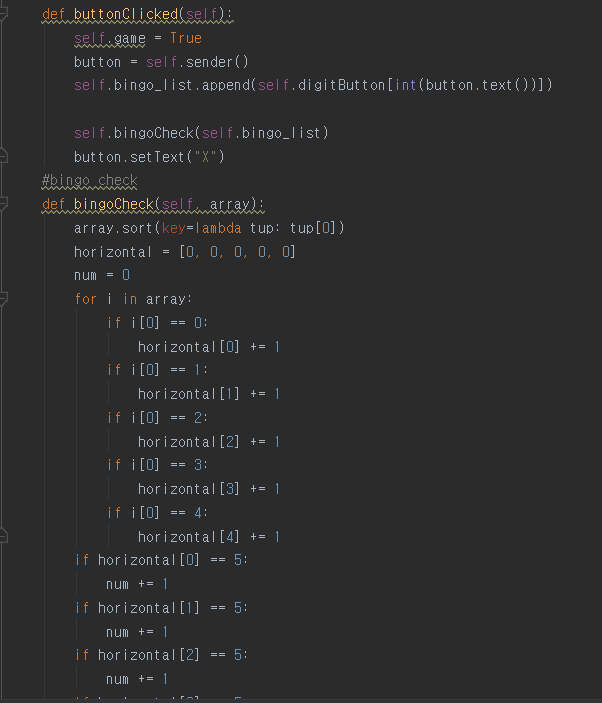 def buttonClicked(self):
self.game = True
button = self.sender()
self.bingo_list.append(self.digitButton[int(button.text())])
self.bingoCheck(self.bingo_list)
button.setText("X")
#bingo check
def bingoCheck(self, array):
array.sort(key=lambda tup: tup[0])
horizontal = [0, 0, 0, 0, 0]
num = 0
for i in array:
if i[0] == 0:
horizontal[0] += 1
if i[0] == 1:
horizontal[1] += 1
if i[0] == 2:
horizontal[2] += 1
if i[0] == 3:
horizontal[3] += 1
if i[0] == 4:
horizontal[4] += 1
if horizontal[0] == 5:
num += 1
if horizontal[1] == 5:
num += 1
if horizontal[2] == 5:
num += 1